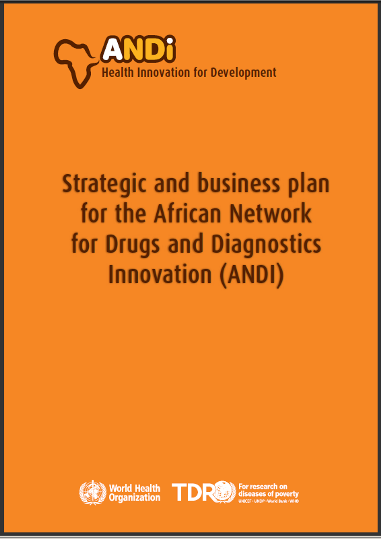 ANDi
Health Innovation for Development
Strategic and business plan
for the African Network
for Drugs and Diagnostics
Innovation (ANDI)
World Health
Organization
TDR
For research on
diseases of poverty
UNICEF · UNDP · World Bank · WHO